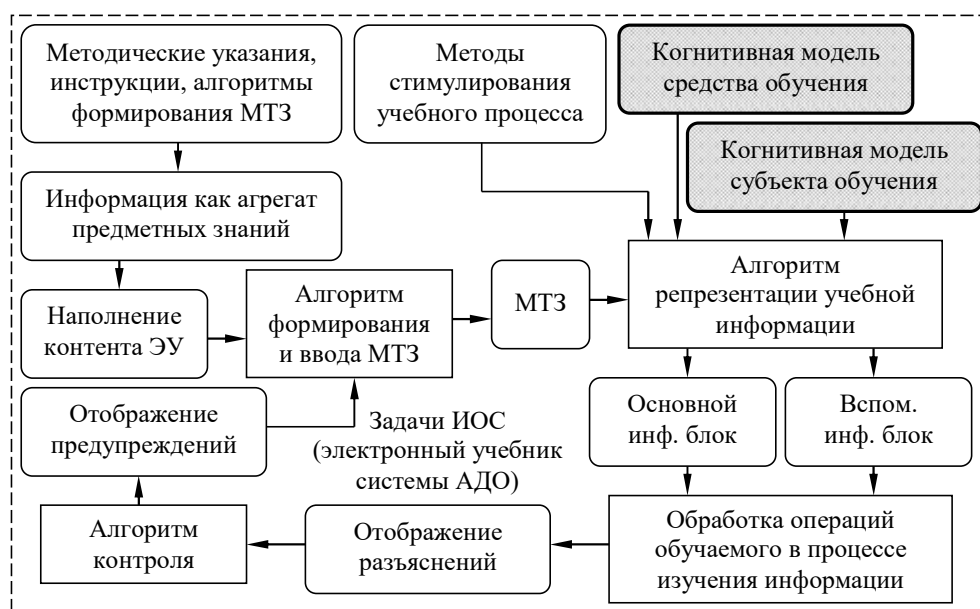 Методические указания,
инструкции, алгоритмы
формирования МТЗ
Методы
стимулирования
учебного процесса
Когнитивная модель
средства обучения
Когнитивная модель
субъекта обучения
Информация как агрегат
предметных знаний
Наполнение
контента ЭУ
Алгоритм
формирования
и ввода МТЗ
МТЗ
Алгоритм
репрезентации учебной
информации
Отображение
предупреждений
Задачи ИОС
(электронный учебник
системы АДО)
Основной
инф. блок
Вспом.
инф. блок
Алгоритм
контроля
Отображение
разъяснений
Обработка операций
обучаемого в процессе
изучения информации